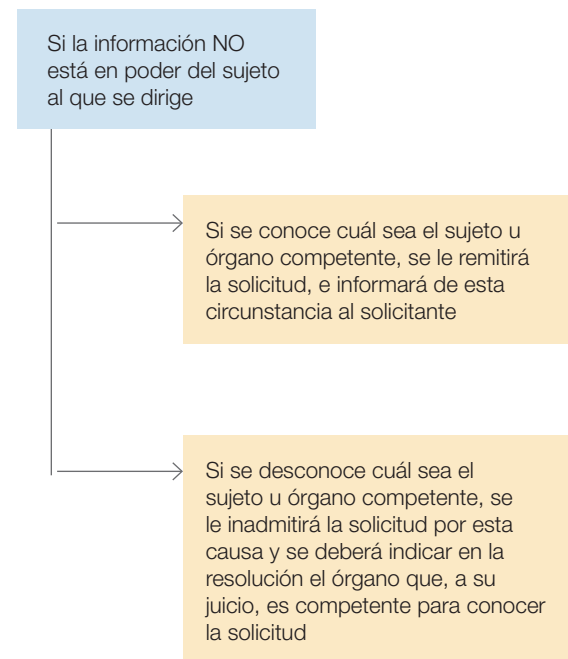 Si la información NO
está en poder del sujeto
al que se dirige
Si se conoce cuál sea el sujeto u
órgano competente, se le remitirá
la solicitud, e informará de esta
circunstancia al solicitante
Si se desconoce cuál sea el
sujeto u órgano competente, se
le inadmitirá la solicitud por esta
causa y se deberá indicar en la
resolución el órgano que, a su
juicio, es competente para conocer
la solicitud